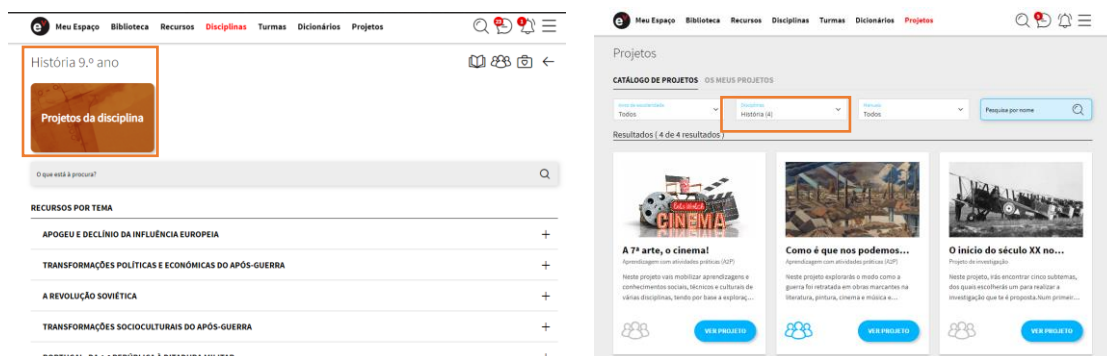 Meu Espaço Biblioteca Recursos Disciplinas Turmas Dicionários Projetos
História 9.º ano
Projetos da disciplina
O que está à procura?
RECURSOS POR TEMA
APOGEU E DECLÍNIO DA INFLUÊNCIA EUROPEIA
TRANSFORMAÇÕES POLÍTICAS E ECONÓMICAS DO APÓS-GUERRA
A REVOLUÇÃO SOVIÉTICA
TRANSFORMAÇÕES SOCIOCULTURAIS DO APÓS-GUERRA
Meu Espaço Biblioteca Recursos Disciplinas Turmas Dicionários Projetos
Projetos
CATÁLOGO DE PROJETOS OS MEUS PROJETOS
Disciplinas
Todos História (4) Todos Pesquisa por nome
Resultados ( 4 de 4 resultados )
CINEMA
A 7ª arte, o cinema!
Aprendizagem com atividades práticas (A2P)
Neste projeto vais mobilizar aprendizagens e
conhecimentos sociais, técnicos e culturais de
várias disciplinas, tendo por base a exploraç...
VER PROJETO
Como é que nos podemos...
Aprendizagem com atividades práticas (A2P)
Neste projeto explorarás o modo como a
guerra foi retratada em obras marcantes na
literatura, pintura, cinema e música e...
VER PROJETO
O início do século XX no...
Projeto de investigação
Neste projeto, irás encontrar cinco subtemas,
dos quais escolherás um para realizar a
investigação que te é proposta.Num primeir...
VER PROJETO